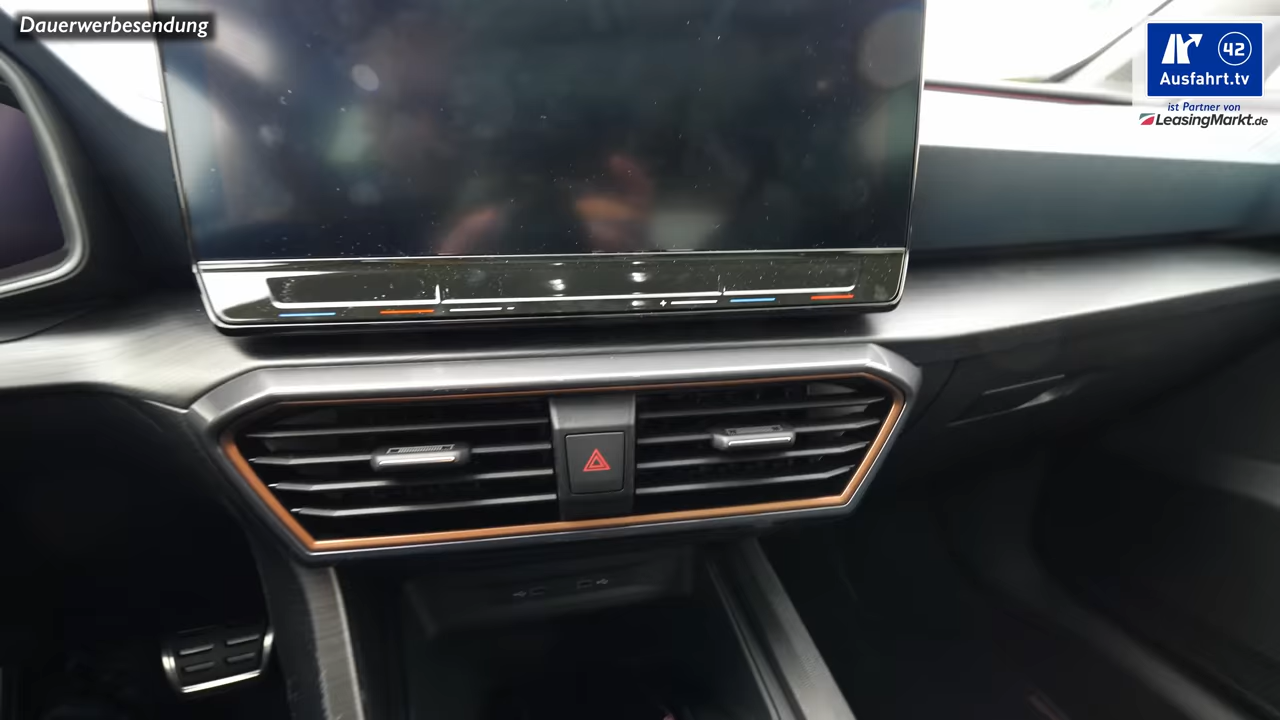 Dauerwerbesendung
42
Ausfahrt.tv
ist Partner von
LeasingMarkt.de